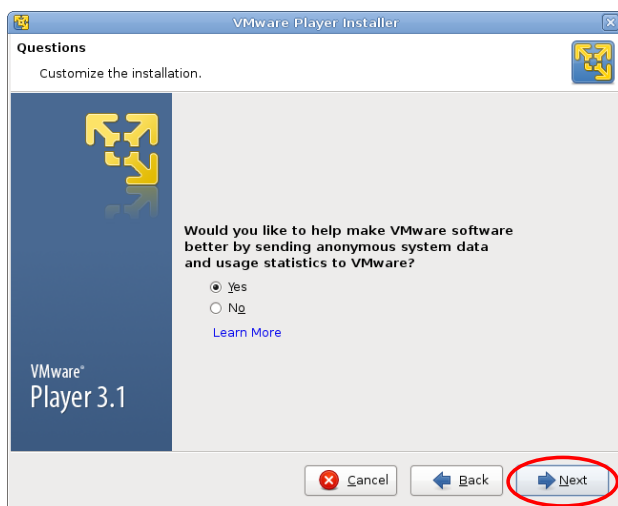 VMware Player Installer
Questions
Customize the installation.
Would you like to help make VMware software
better by sending anonymous system data
and usage statistics to VMware?
Yes
No
Learn More
VMware®
Player 3.1
Cancel
Back
Next